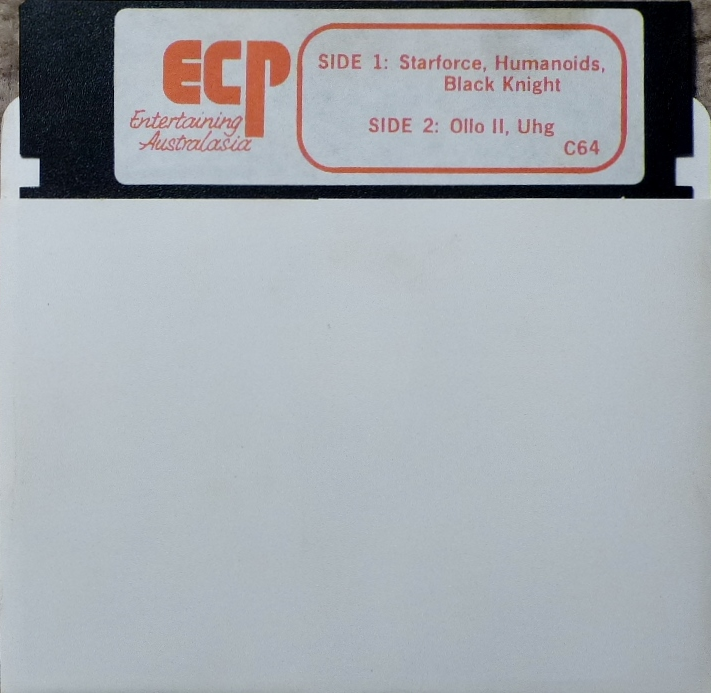 ECP
Entertaining
Australasia
SIDE 1: Starforce, Humanoids,
Black Knight
SIDE 2: Ollo II, Uhg
C64